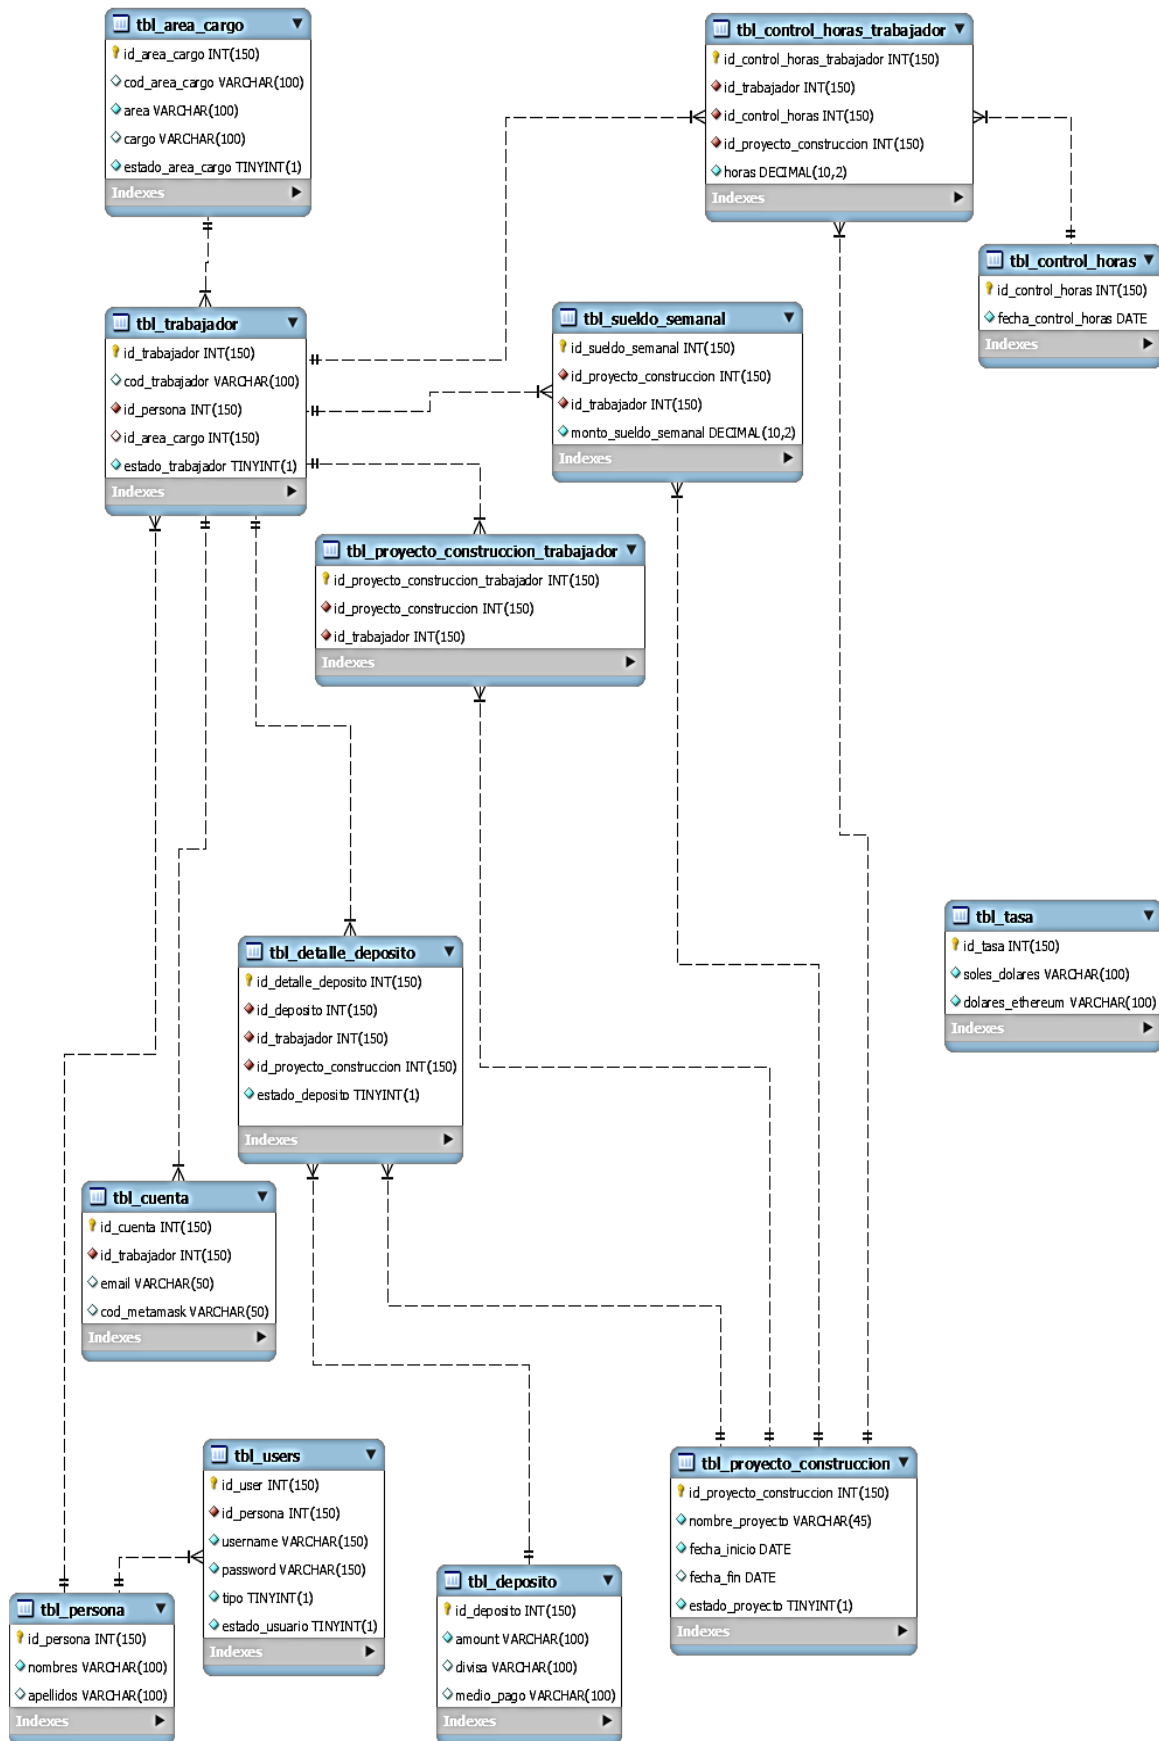 tbl_area_cargo
id_area_cargo INT(150)
cod_area_cargo VARCHAR(100)
area VARCHAR(100)
cargo VARCHAR(100)
estado_area_cargo TINYINT(1)
Indexes
tbl_control_horas_trabajador
id_control_horas_trabajador INT(150)
id_trabajador INT(150)
id_control_horas INT(150)
id_proyecto_construccion INT(150)
horas DECIMAL(10,2)
Indexes
tbl_control_horas
id_control_horas INT(150)
fecha_control_horas DATE
Indexes
tbl_trabajador
id_trabajador INT(150)
cod_trabajador VARCHAR(100)
id_persona INT(150)
id_area_cargo INT(150)
estado_trabajador TINYINT(1)
Indexes
tbl_sueldo_semanal
id_sueldo_semanal INT(150)
id_proyecto_construccion INT(150)
id_trabajador INT(150)
monto_sueldo_semanal DECIMAL(10,2)
Indexes
tbl_proyecto_construccion_trabajador
id_proyecto_construccion_trabajador INT(150)
id_proyecto_construccion INT(150)
id_trabajador INT(150)
Indexes
tbl_tasa
id_tasa INT(150)
soles_dolares VARCHAR(100)
dolares_ethereum VARCHAR(100)
Indexes
tbl_detalle_deposito
id_detalle_deposito INT(150)
id_deposito INT(150)
id_trabajador INT(150)
id_proyecto_construccion INT(150)
estado_deposito TINYINT(1)
Indexes
tbl_cuenta
id_cuenta INT(150)
id_trabajador INT(150)
email VARCHAR(50)
cod_metamask VARCHAR(50)
Indexes
tbl_users
id_user INT(150)
id_persona INT(150)
username VARCHAR(150)
password VARCHAR(150)
tipo TINYINT(1)
estado_usuario TINYINT(1)
Indexes
tbl_proyecto_construccion
id_proyecto_construccion INT(150)
nombre_proyecto VARCHAR(45)
fecha_inicio DATE
fecha_fin DATE
estado_proyecto TINYINT(1)
Indexes
tbl_deposito
id_deposito INT(150)
amount VARCHAR(100)
divisa VARCHAR(100)
medio_pago VARCHAR(100)
Indexes
tbl_persona
id_persona INT(150)
nombres VARCHAR(100)
apellidos VARCHAR(100)
Indexes